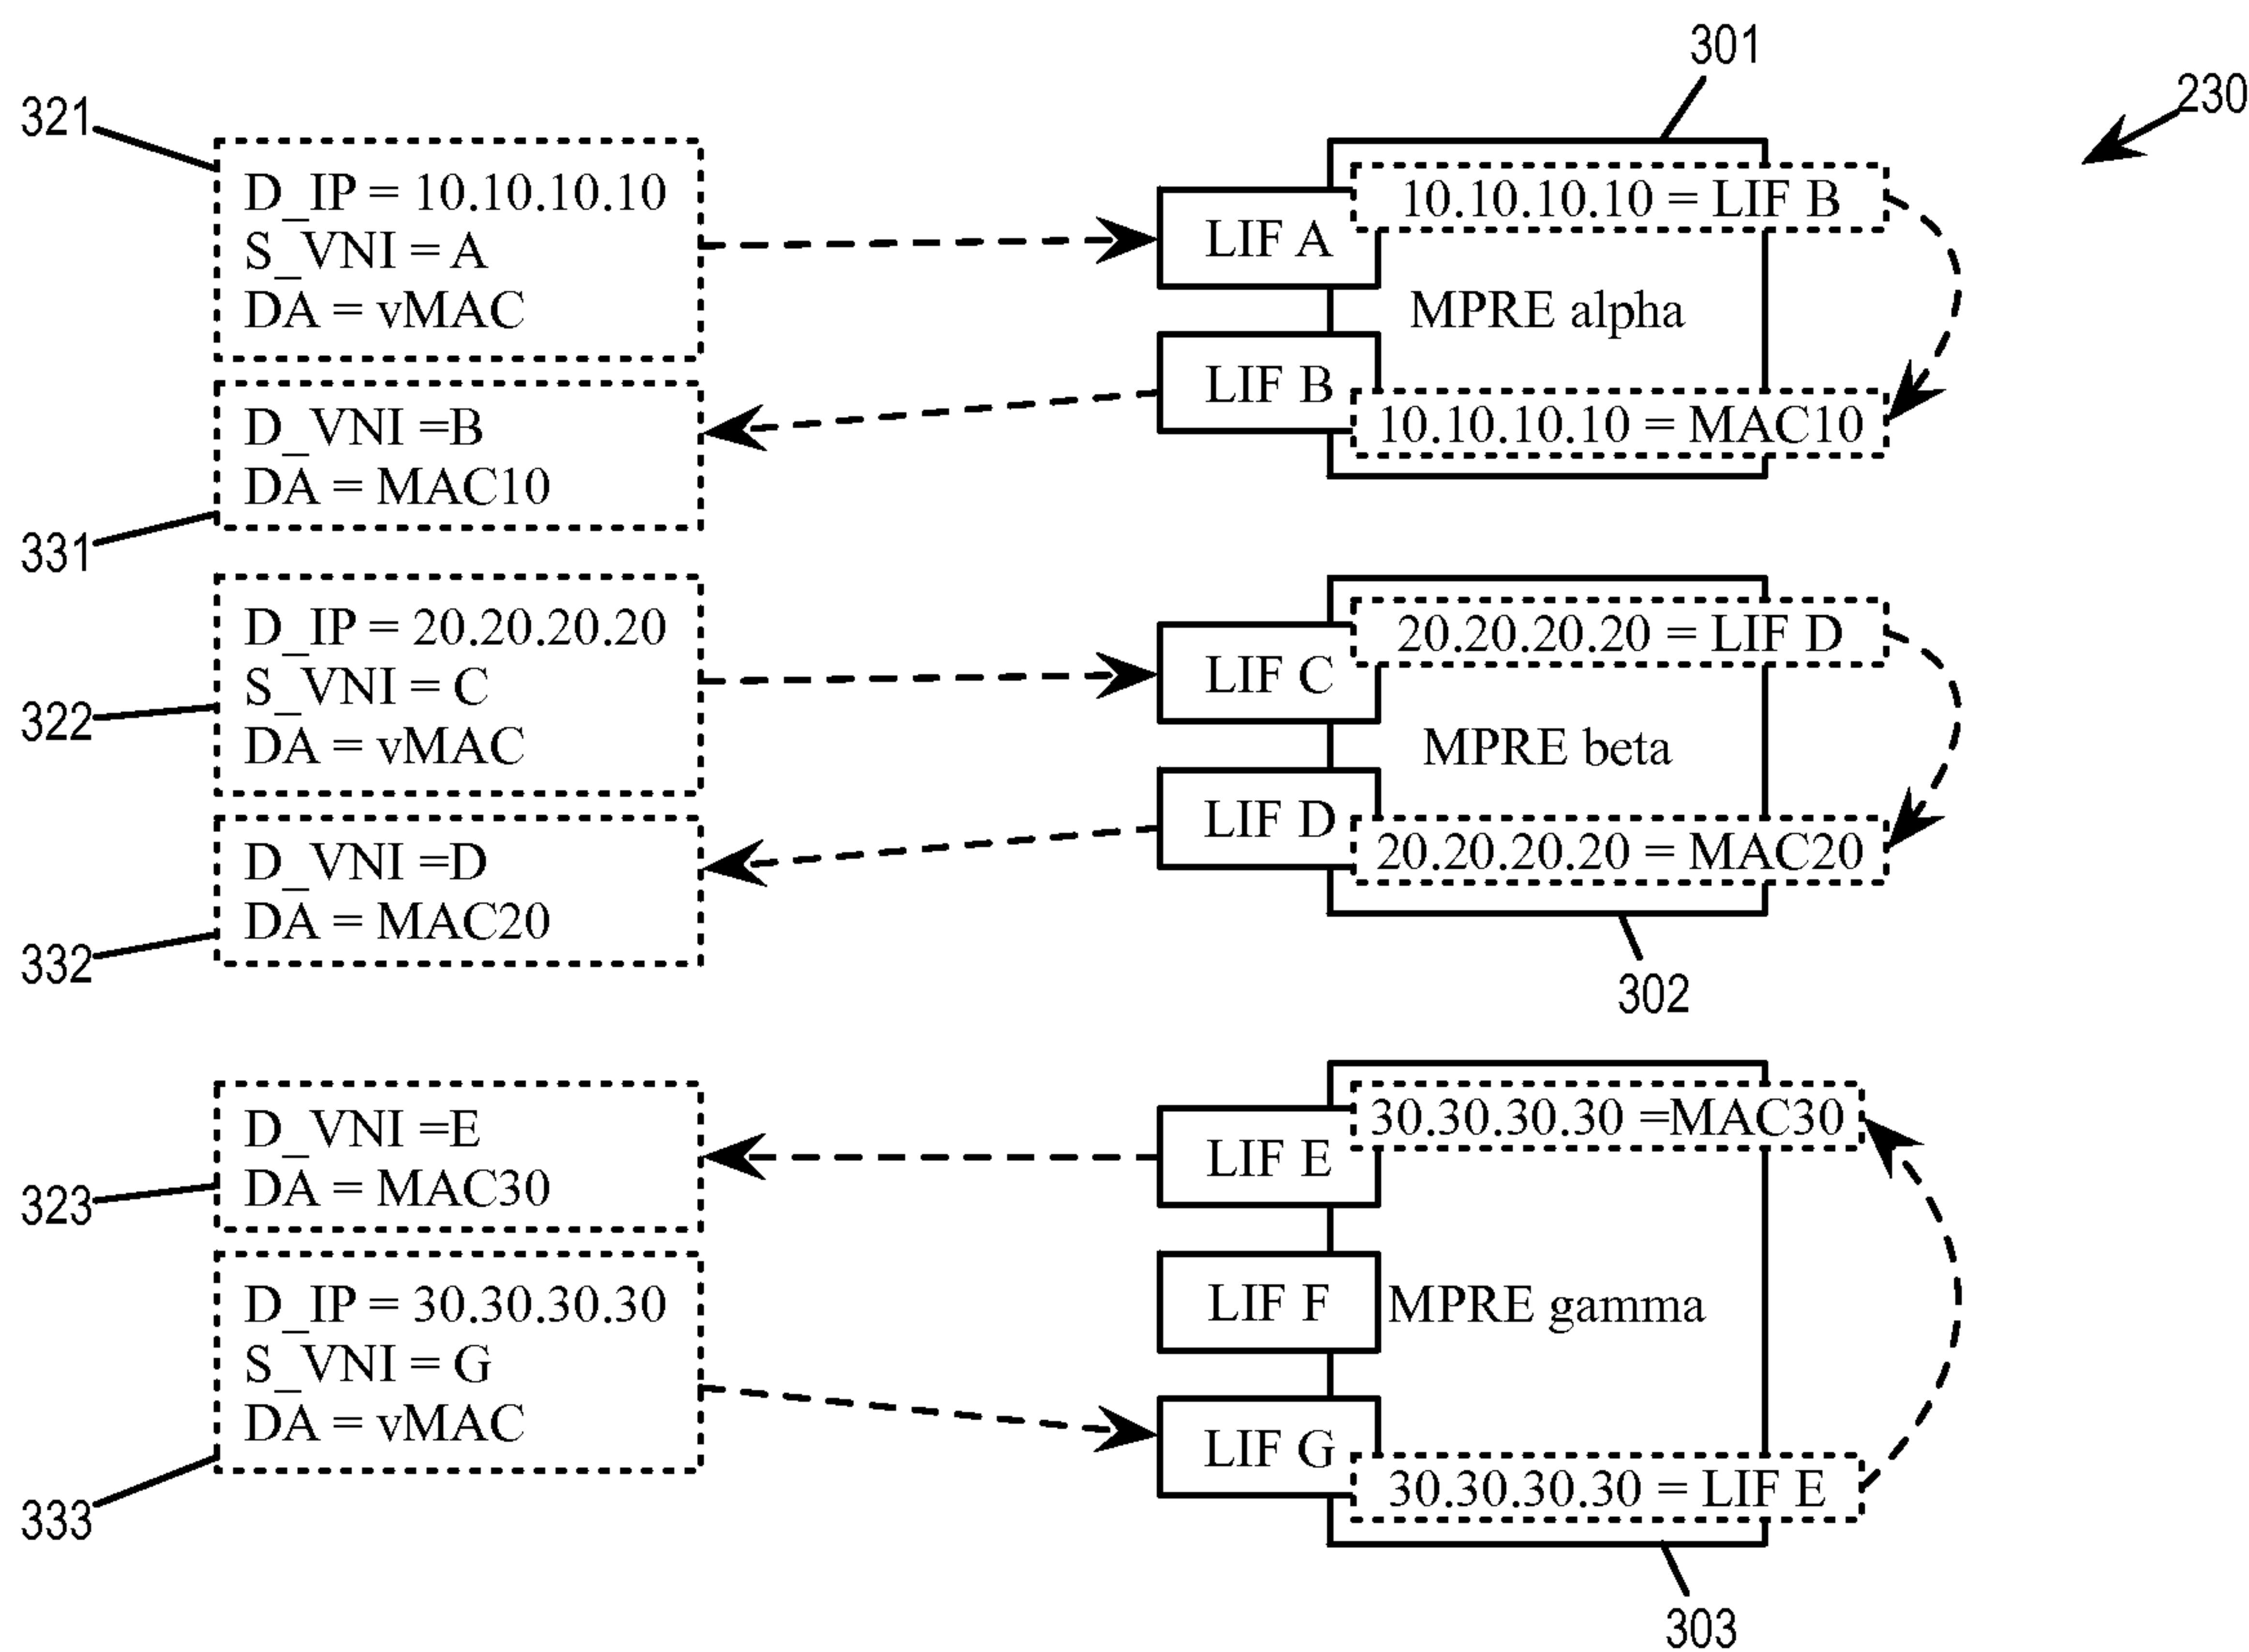 301
230
321
D_IP = 10.10.10.10
S_VNI = A
DA = vMAC
LIF A
10.10.10.10 = LIF B
MPRE alpha
LIF B
10.10.10.10 = MAC10
D_VNI =B
DA = MAC10
331
D_IP = 20.20.20.20
S_VNI = C
DA = vMAC
322
LIF C
20.20.20.20 = LIF D
MPRE beta
LIF D
20.20.20.20 = MAC20
D_VNI =D
DA = MAC20
332
302
D_VNI =E
DA = MAC30
323
LIF E
30.30.30.30 =MAC30
D_IP = 30.30.30.30
S_VNI = G
DA = vMAC
333
LIF F
MPRE gamma
LIF G
30.30.30.30 = LIF E
303